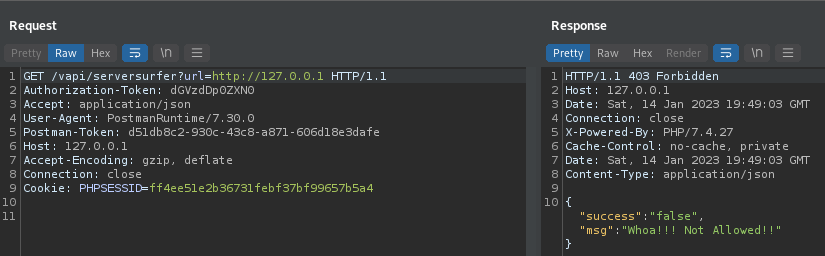 Request
Pretty Raw Hex \n
1 GET /vapi/serversurfer?url=http://127.0.0.1 HTTP/1.1
2 Authorization-Token: dGVzdDp0ZXN0
3 Accept: application/json
4 User-Agent: PostmanRuntime/7.30.0
5 Postman-Token: d51db8c2-930c-43c8-a871-606d18e3dafe
6 Host: 127.0.0.1
7 Accept-Encoding: gzip, deflate
8 Connection: close
9 Cookie: PHPSESSID=ff4ee51e2b36731febf37bf99657b5a4
10
11
Response
Pretty Raw Hex Render \n
1 HTTP/1.1 403 Forbidden
2 Host: 127.0.0.1
3 Date: Sat, 14 Jan 2023 19:49:03 GMT
4 Connection: close
5 X-Powered-By: PHP/7.4.27
6 Cache-Control: no-cache, private
7 Date: Sat, 14 Jan 2023 19:49:03 GMT
8 Content-Type: application/json
9
10 {
"success":"false",
"msg":"Whoa!!! Not Allowed!!"
}